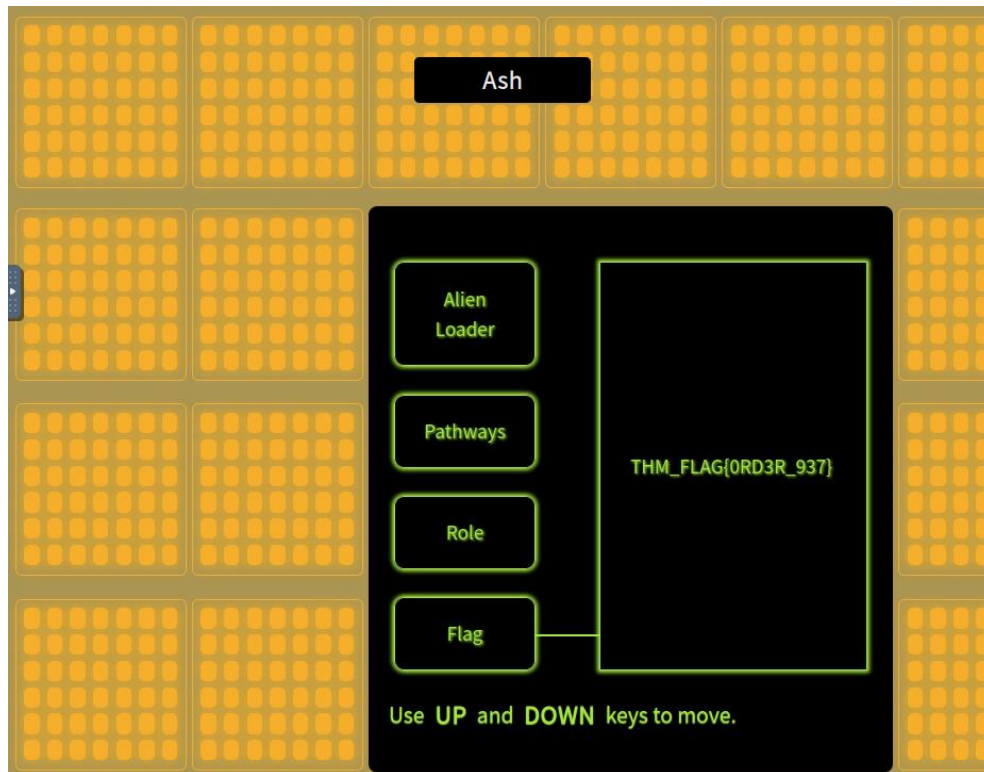 Ash
Alien
Loader
Pathways
Role
Flag
THM_FLAG{0RD3R_937}
Use UP and DOWN keys to move.